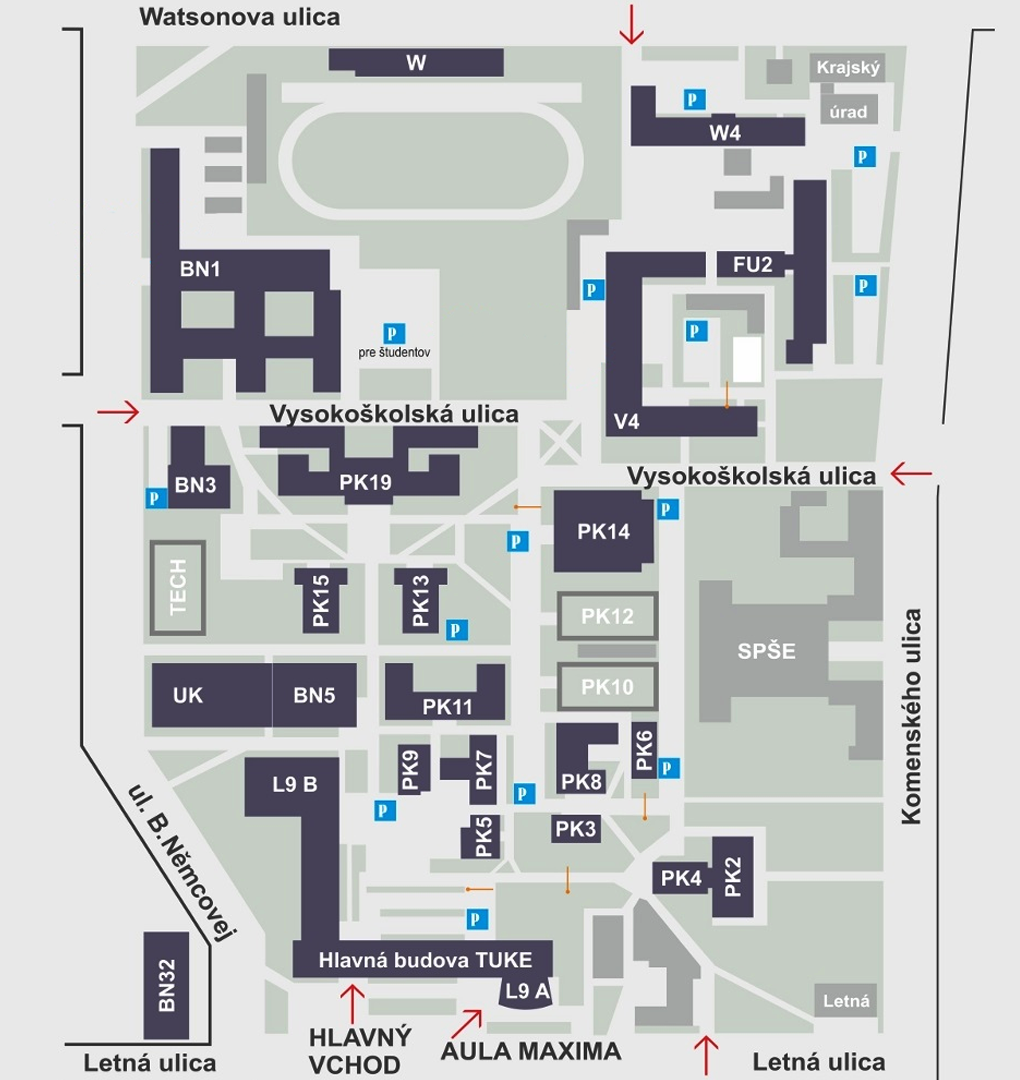 Watsonova ulica
W
Krajský
úrad
P
W4
P
BN1
FU2
P
P
P
P
pre študentov
Vysokoškolská ulica
V4
BN3
PK19
Vysokoškolská ulica
P
P
PK14
P
TECH
PK15
PK13
PK12
P
SPŠE
Komenského ulica
UK
BN5
PK11
PK10
PK9
PK7
PK8
PK6
P
L9 B
P
P
PK5
PK3
ul. B.Němcovej
PK4
PK2
P
BN32
Hlavná budova TUKE
L9 A
Letná
HLAVNÝ
VCHOD
AULA MAXIMA
Letná ulica
Letná ulica